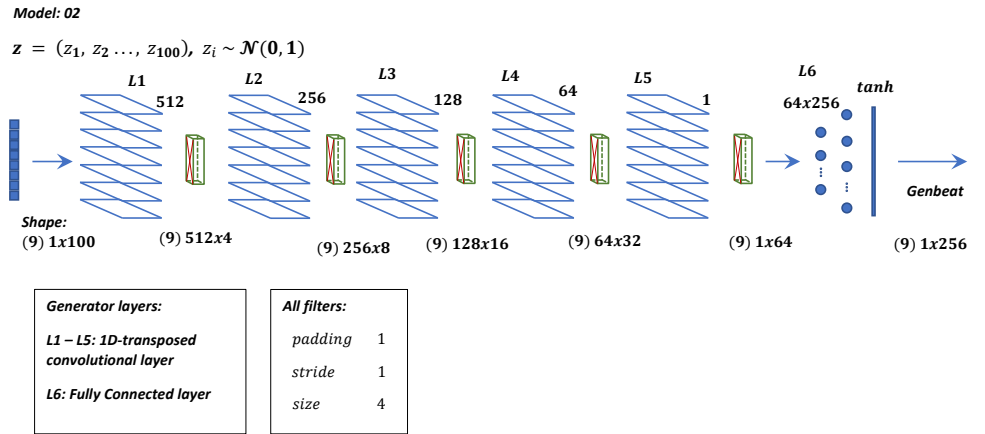 Model: 02
z = (z1, z2 …, z100), zi ~ N(0, 1)
L1 L2 L3 L4 L5 L6
512 256 128 64 1 64x256 tanh
Genbeat
Shape:
(9) 1x100 (9) 512x4 (9) 256x8 (9) 128x16 (9) 64x32 (9) 1x64 (9) 1x256
Generator layers:
L1 – L5: 1D-transposed
convolutional layer
L6: Fully Connected layer
All filters:
padding 1
stride 1
size 4